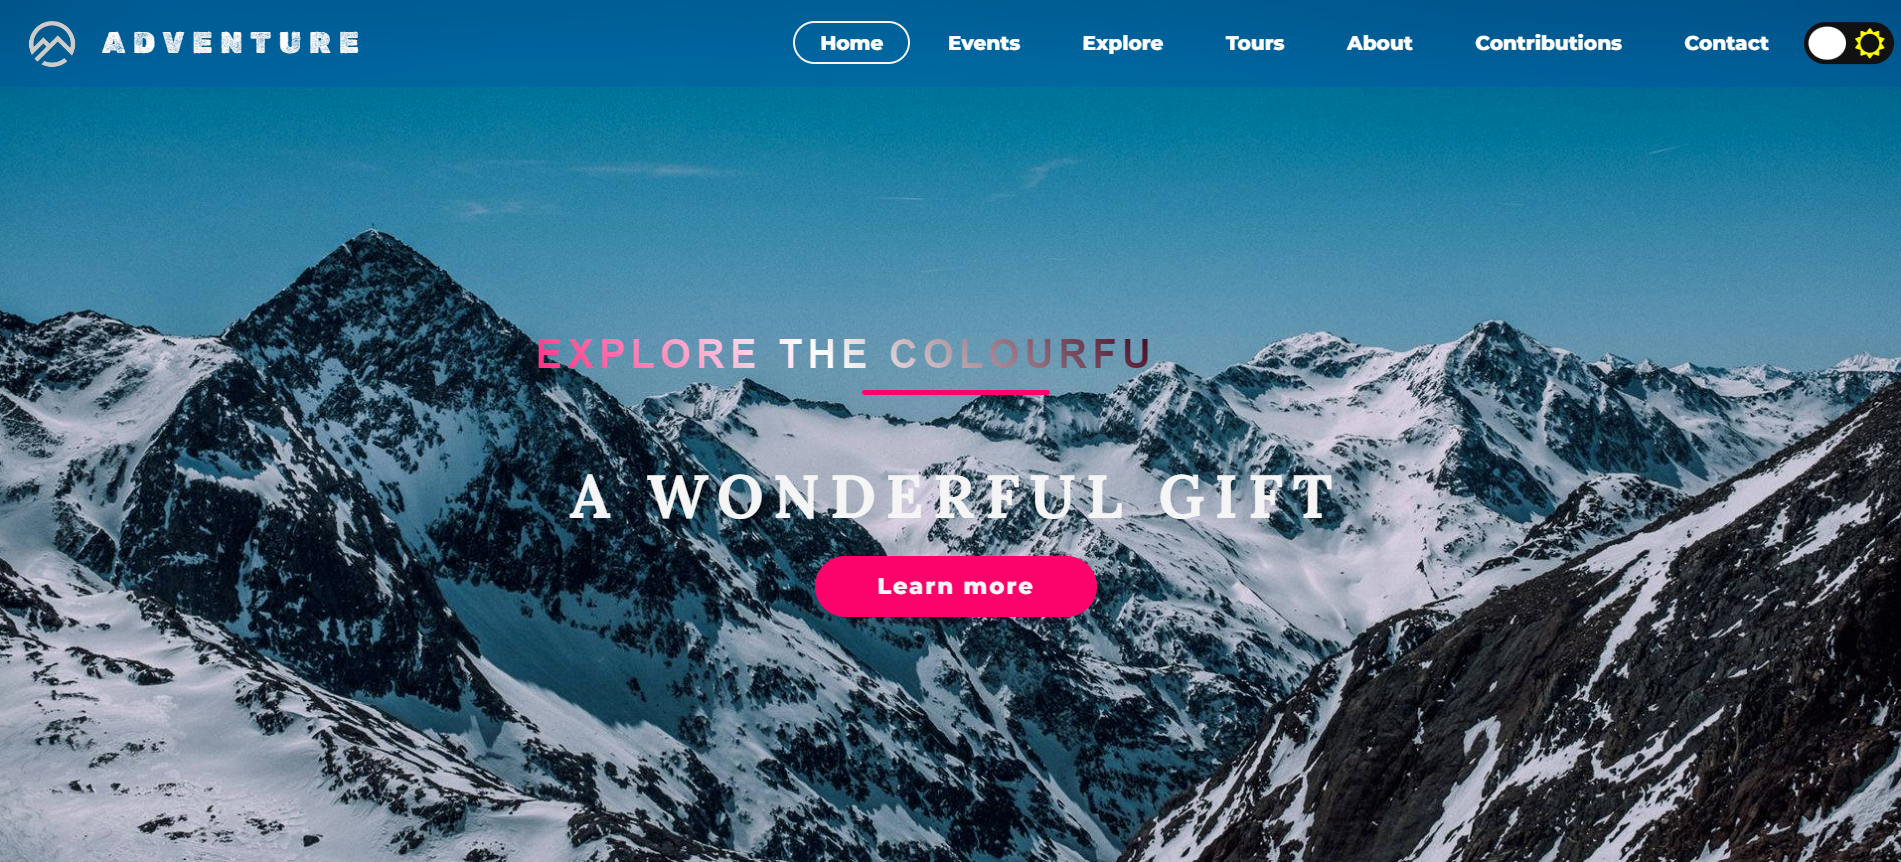 ADVENTURE
Home Events Explore Tours About Contributions Contact
EXPLORE THE COLOURFU
A WONDERFUL GIFT
Learn more